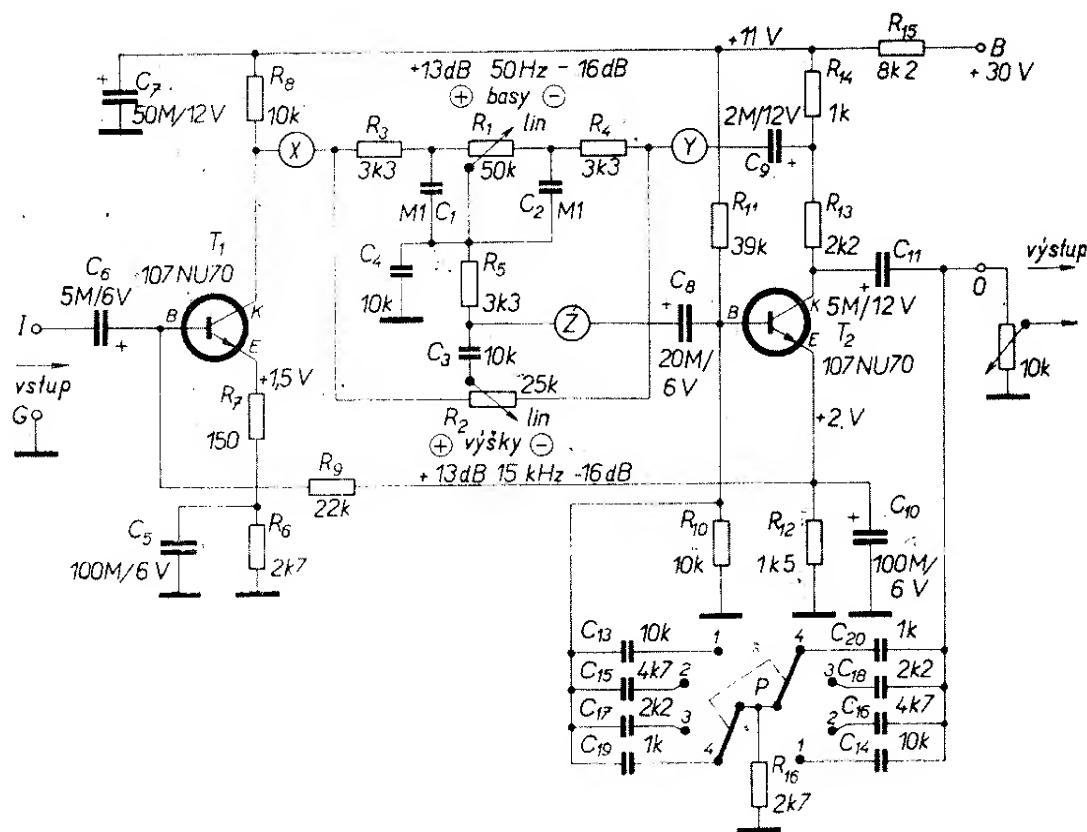 R15
+11 V
8k2
B
+30 V
C7
50M/12V
R8
10k
+13dB 50Hz - 16dB
+ basy -
R14
1k
2M/12V
C9
X
R3
3k3
R1
lin
50k
R4
3k3
Y
M1
C1
C2
M1
R11
39k
R13
2k2
T1
107NU70
C4
10k
R5
3k3
C11
5M/12V
výstup
O
C6
5M/6V
B
K
E
Z
C8
20M/
6V
B
K
E
T2
107NU70
10k
I
vstup
G
+1,5 V
R7
150
C3
10k
25k
R2
lin
+ výšky -
+ 13dB 15 kHz -16dB
+2 V
R9
22k
C5
100M/6V
R6
2k7
R10
10k
R12
1k5
C10
100M/
6V
C13
10k
1
4
C20
1k
C15
4k7
2
3
C18
2k2
C17
2k2
3
P
2
C16
4k7
C19
1k
4
1
C14
10k
R16
2k7